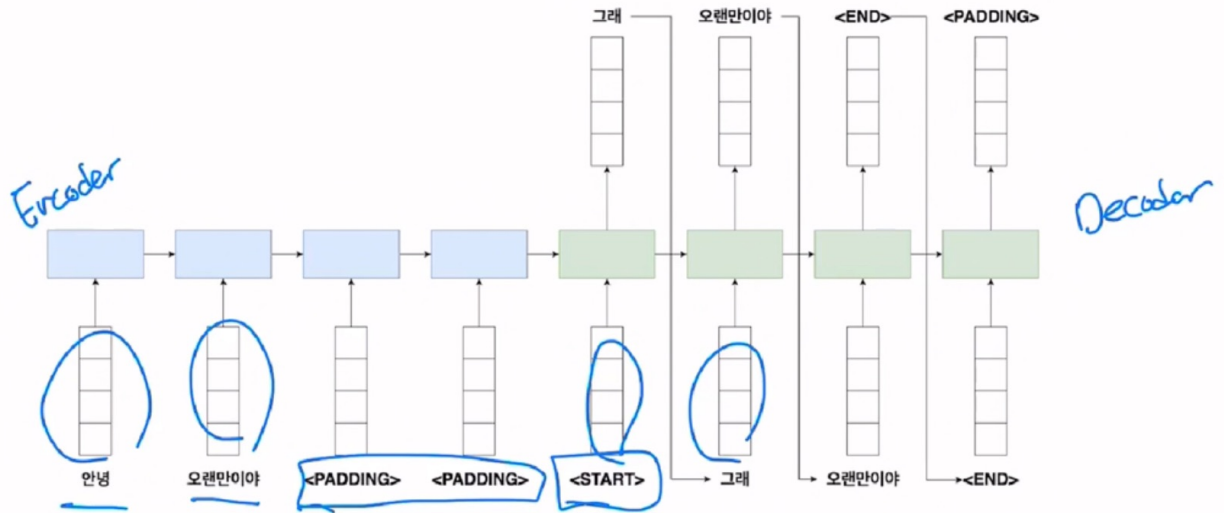 그래 오랜만이야 <END> <PADDING>
Encoder
Decoder
안녕 오랜만이야 <PADDING> <PADDING> <START> 그래 오랜만이야 <END>